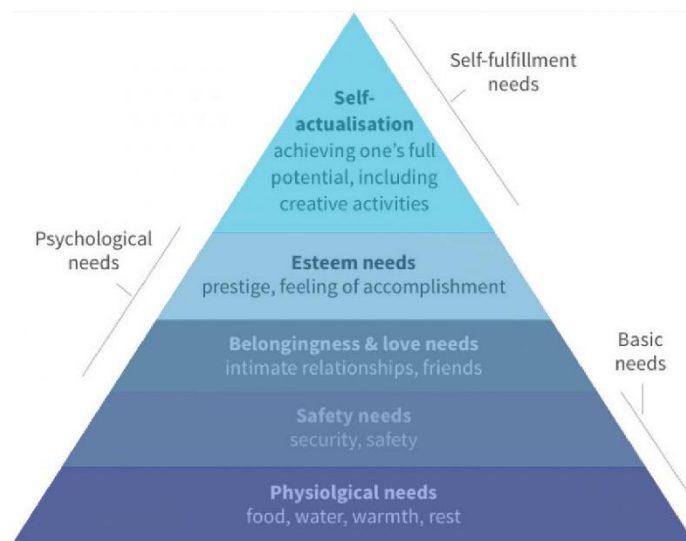 Self-fulfillment
needs
Self-
actualisation
achieving one's full
potential, including
creative activities
Psychological
needs
Esteem needs
prestige, feeling of accomplishment
Belongingness & love needs
intimate relationships, friends
Basic
needs
Safety needs
security, safety
Physiolgical needs
food, water, warmth, rest